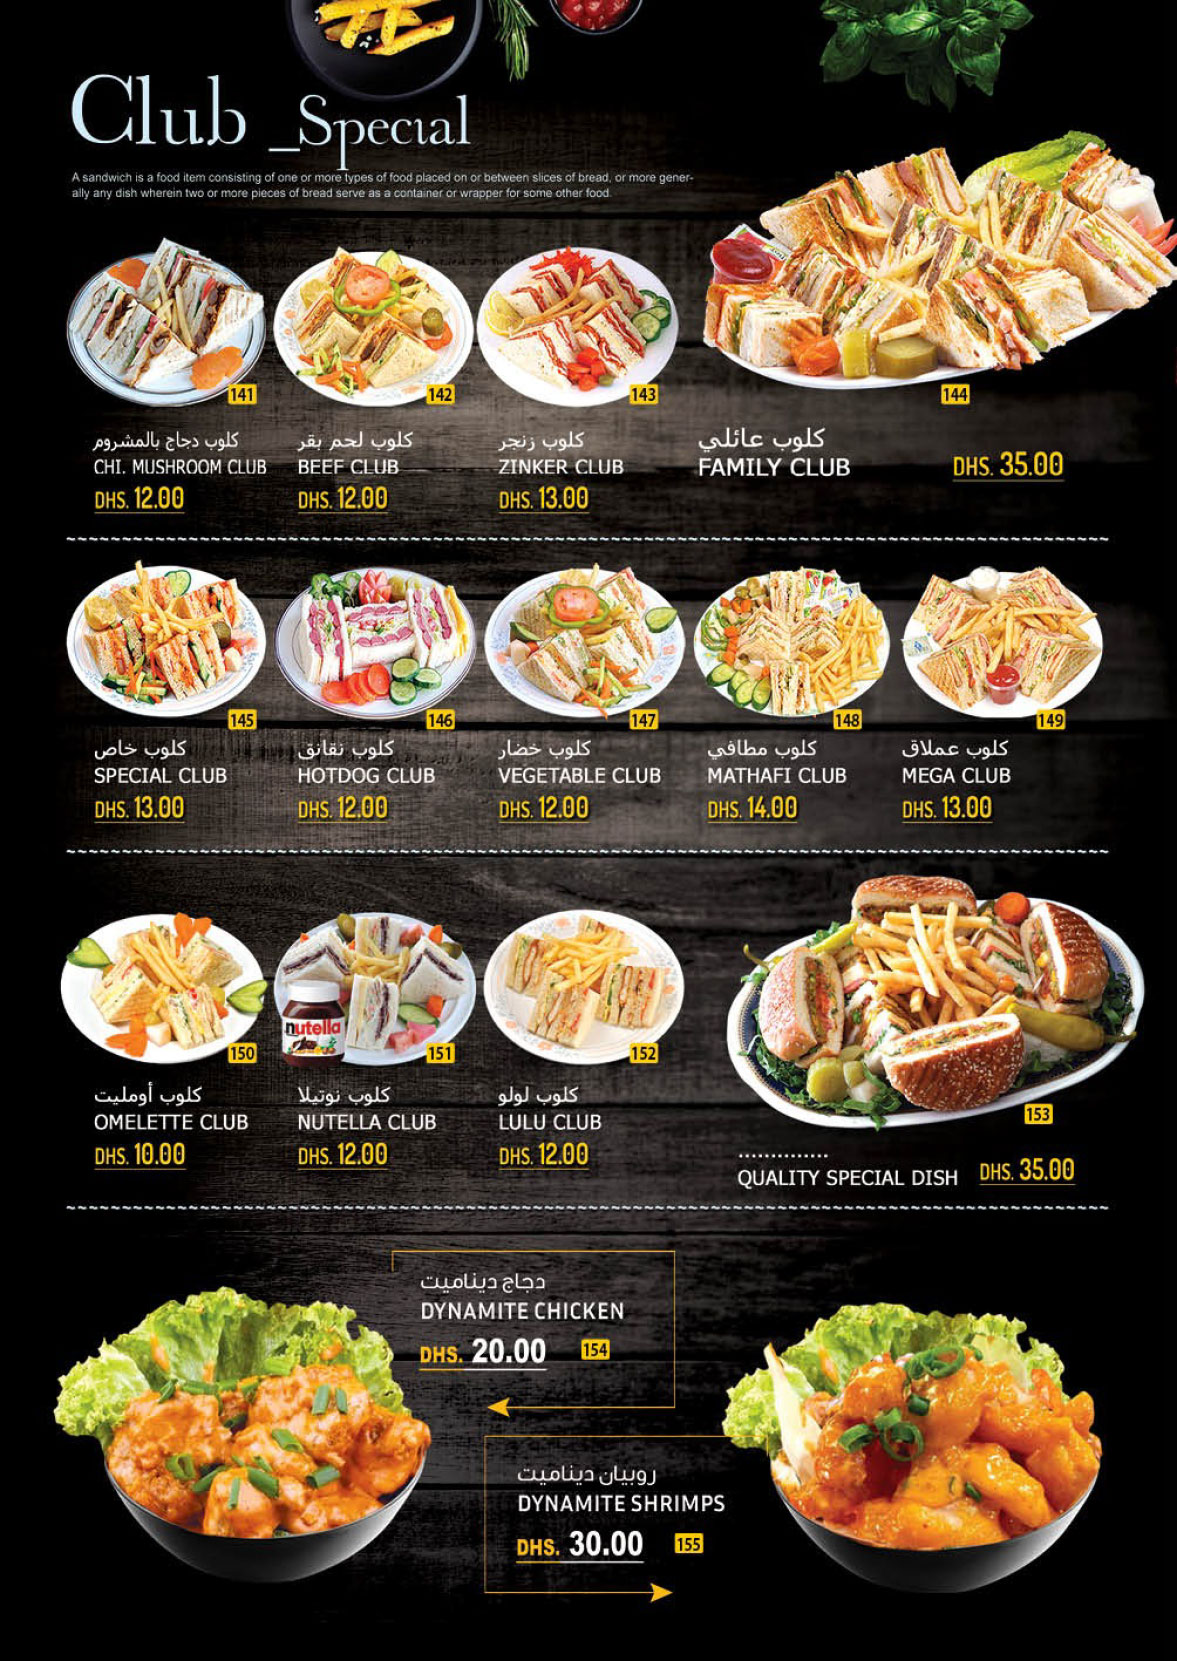 Club _Special
A sandwich is a food item consisting of one or more types of food placed on or between slices of bread, or more gener-
ally any dish wherein two or more pieces of bread serve as a container or wrapper for some other food.
141
142
143
144
كلوب دجاج بالمشروم
CHI. MUSHROOM CLUB
DHS. 12.00
كلوب لحم بقر
BEEF CLUB
DHS. 12.00
كلوب زنجر
ZINKER CLUB
DHS. 13.00
كلوب عائلي
FAMILY CLUB
DHS. 35.00
145
146
147
148
149
كلوب خاص
SPECIAL CLUB
DHS. 13.00
كلوب نقانق
HOTDOG CLUB
DHS. 12.00
كلوب خضار
VEGETABLE CLUB
DHS. 12.00
كلوب مطافي
MATHAFI CLUB
DHS. 14.00
كلوب عملاق
MEGA CLUB
DHS. 13.00
nutella
150
151
152
153
كلوب أومليت
OMELETTE CLUB
DHS. 10.00
كلوب نوتيلا
NUTELLA CLUB
DHS. 12.00
كلوب لولو
LULU CLUB
DHS. 12.00
..............
QUALITY SPECIAL DISH
DHS. 35.00
دجاج ديناميت
DYNAMITE CHICKEN
DHS. 20.00
154
روبيان ديناميت
DYNAMITE SHRIMPS
DHS. 30.00
155